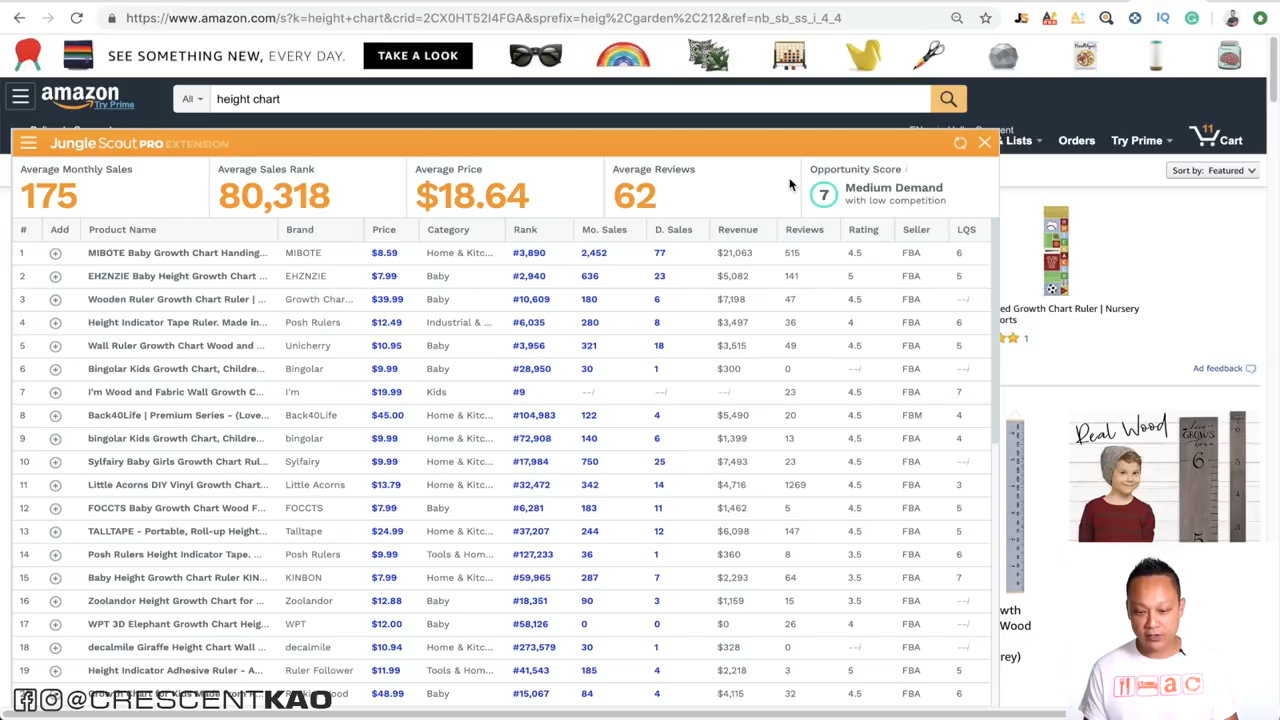 https://www.amazon.com/s?k=height+chart&crid=2CX0HT52I4FGA&sprefix=heig%2Cgarden%2C212&ref=nb_sb_ss_i_4_4
SEE SOMETHING NEW, EVERY DAY. TAKE A LOOK
amazon
Try Prime
All height chart
& Lists Orders Try Prime 11 Cart
Jungle Scout PRO EXTENSION
Sort by: Featured
Average Monthly Sales Average Sales Rank Average Price Average Reviews Opportunity Score
175 80,318 $18.64 62 7 Medium Demand
with low competition
# Add Product Name Brand Price Category Rank Mo. Sales D. Sales Revenue Reviews Rating Seller LQS
1 MIBOTE Baby Growth Chart Handing... MIBOTE $8.59 Home & Kitc... #3,890 2,452 77 $21,063 515 4.5 FBA 6
2 EHZNZIE Baby Height Growth Chart ... EHZNZIE $7.99 Baby #2,940 636 23 $5,082 141 5 FBA 5
3 Wooden Ruler Growth Chart Ruler | ... Growth Char... $39.99 Baby #10,609 180 6 $7,198 47 4.5 FBA --/
4 Height Indicator Tape Ruler. Made in... Posh Rulers $12.49 Industrial & ... #6,035 280 8 $3,497 36 4 FBA 6
5 Wall Ruler Growth Chart Wood and ... Unicherry $10.95 Baby #3,956 321 18 $3,515 49 4.5 FBA 5
6 Bingolar Kids Growth Chart, Childre... Bingolar $9.99 Baby #28,950 30 1 $300 0 --/ FBA --/
7 I'm Wood and Fabric Wall Growth C... I'm $19.99 Kids #9 --/ --/ --/ 23 4.5 FBA 7
8 Back40Life | Premium Series - (Love... Back40Life $45.00 Home & Kitc... #104,983 122 4 $5,490 20 4.5 FBM 4
9 bingolar Kids Growth Chart, Childre... bingolar $9.99 Home & Kitc... #72,908 140 6 $1,399 13 4.5 FBA 4
10 Sylfairy Baby Girls Growth Chart Rul... Sylfairy $9.99 Home & Kitc... #17,984 750 25 $7,493 23 4.5 FBA --/
11 Little Acorns DIY Vinyl Growth Chart... Little Acorns $13.79 Home & Kitc... #32,472 342 14 $4,716 1269 4.5 FBA 3
12 FOCCTS Baby Growth Chart Wood F... FOCCTS $7.99 Baby #6,281 183 11 $1,462 5 4.5 FBA 5
13 TALLTAPE - Portable, Roll-up Height... Talltape $24.99 Home & Kitc... #37,207 244 12 $6,098 147 4.5 FBA 5
14 Posh Rulers Height Indicator Tape. ... Posh Rulers $9.99 Tools & Hom... #127,233 36 1 $360 8 3.5 FBA 6
15 Baby Height Growth Chart Ruler KIN... KINBON $7.99 Home & Kitc... #59,965 287 7 $2,293 64 3.5 FBA 7
16 Zoolandor Height Growth Chart for ... Zoolandor $12.88 Baby #18,351 90 3 $1,159 15 3.5 FBA --/
17 WPT 3D Elephant Growth Chart Heig... WPT $12.00 Baby #58,126 0 0 $0 26 4 FBA --/
18 decalmile Giraffe Height Chart Wall ... decalmile $10.94 Baby #273,579 30 1 $328 0 --/ FBA 5
19 Height Indicator Adhesive Ruler - A... Ruler Follower $11.99 Tools & Hom... #41,543 185 4 $2,218 3 5 FBA 5
$48.99 Baby #15,067 84 4 $4,115 32 4.5 FBA 6
@CRESCENTKAO
ed Growth Chart Ruler | Nursery
orts
1
Ad feedback
Real Wood
wth
Wood
rey)